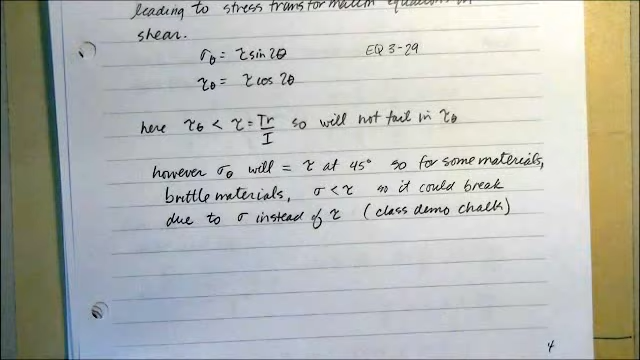 leading to stress transformation equations in
shear.
σθ = τ sin 2θ EQ 3-29
τθ = τ cos 2θ
here τθ < τ = Tr/I so will not fail in τθ
however σθ will = τ at 45° so for some materials,
brittle materials, σ < τ so it could break
due to σ instead of τ (class demo chalk)
4